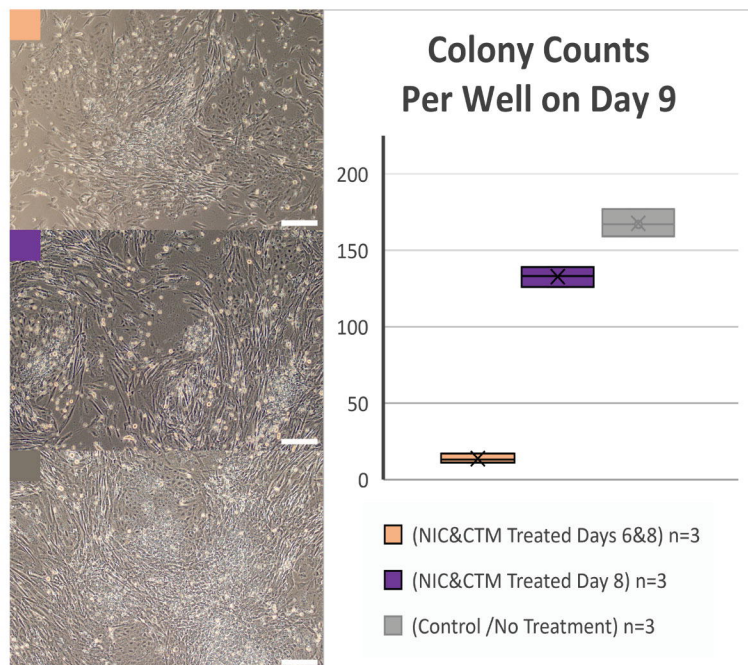 Colony Counts
Per Well on Day 9
200
150
100
50
0
(NIC&CTM Treated Days 6&8) n=3
(NIC&CTM Treated Day 8) n=3
(Control /No Treatment) n=3